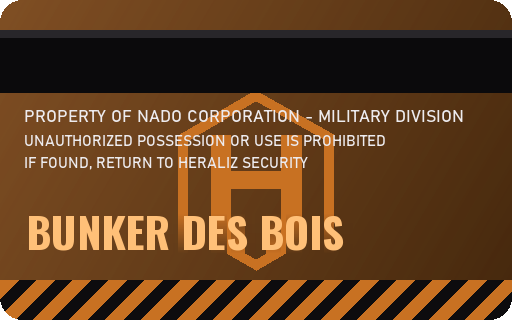 PROPERTY OF NADO CORPORATION - MILITARY DIVISION
UNAUTHORIZED POSSESSION OR USE IS PROHIBITED
IF FOUND, RETURN TO HERALIZ SECURITY
H
BUNKER DES BOIS